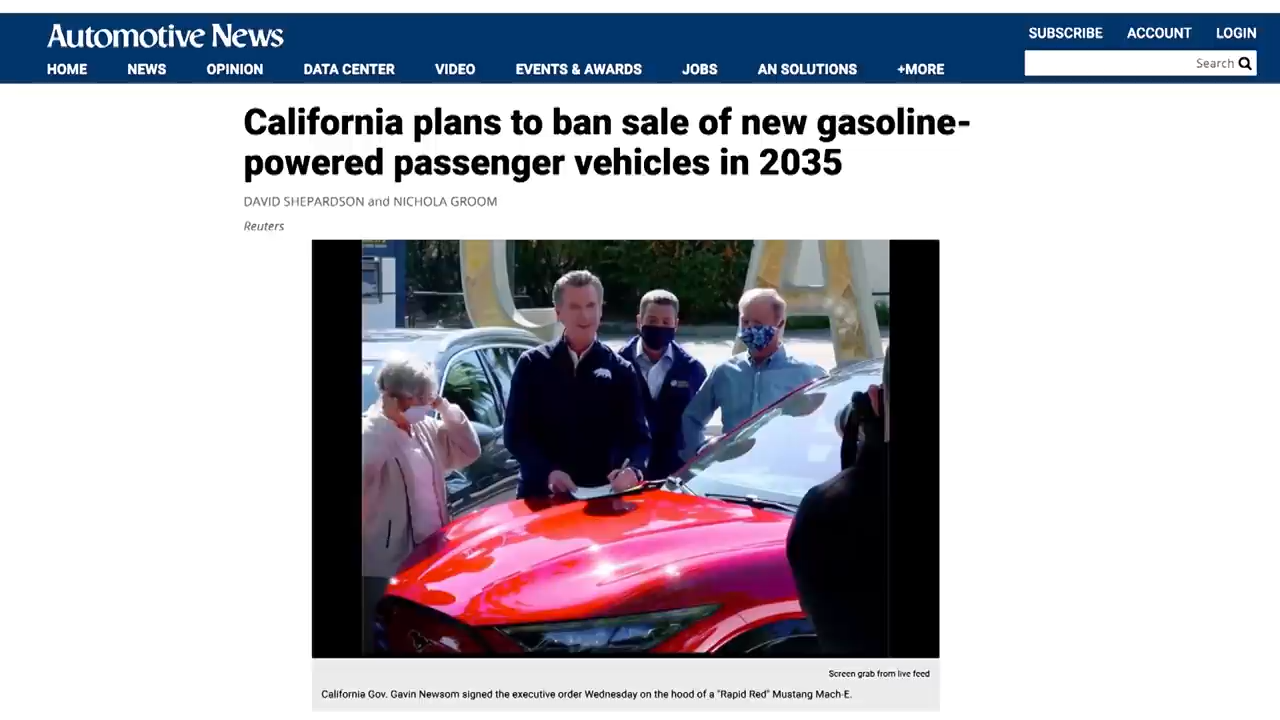 Automotive News
SUBSCRIBE ACCOUNT LOGIN
Search
HOME NEWS OPINION DATA CENTER VIDEO EVENTS & AWARDS JOBS AN SOLUTIONS +MORE
California plans to ban sale of new gasoline-
powered passenger vehicles in 2035
DAVID SHEPARDSON and NICHOLA GROOM
Reuters
Screen grab from live feed
California Gov. Gavin Newsom signed the executive order Wednesday on the hood of a "Rapid Red" Mustang Mach-E.